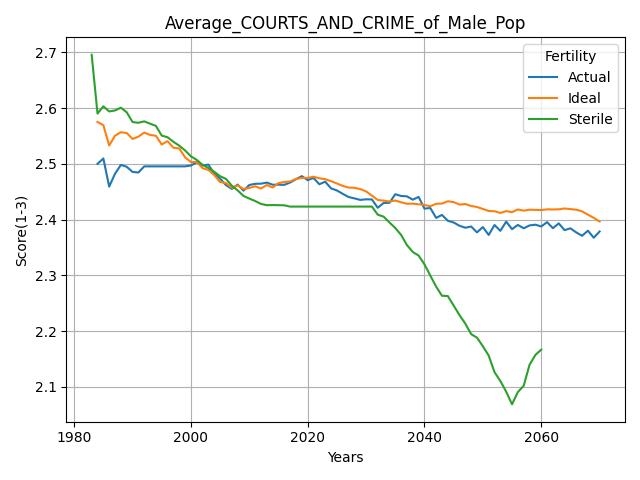 Average_COURTS_AND_CRIME_of_Male_Pop
Fertility
Actual
Ideal
Sterile
Score(1-3)
2.7
2.6
2.5
2.4
2.3
2.2
2.1
1980 2000 2020 2040 2060
Years